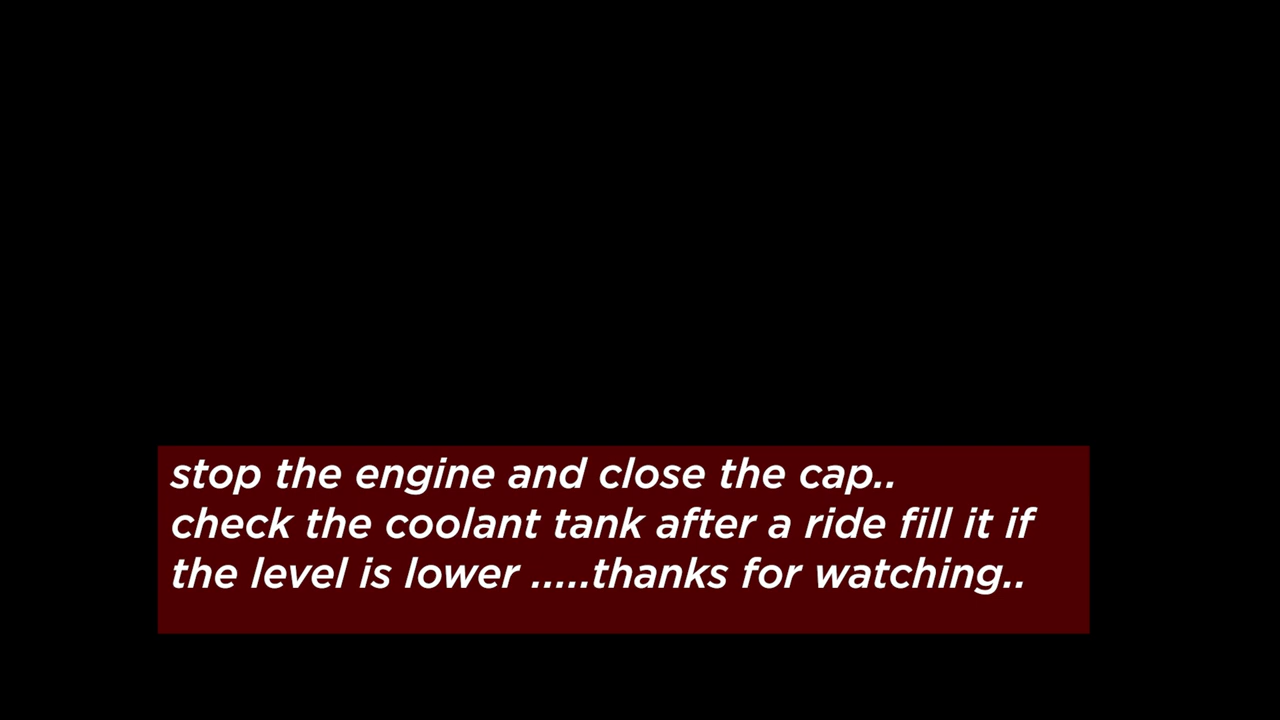 stop the engine and close the cap..
check the coolant tank after a ride fill it if
the level is lower .....thanks for watching..